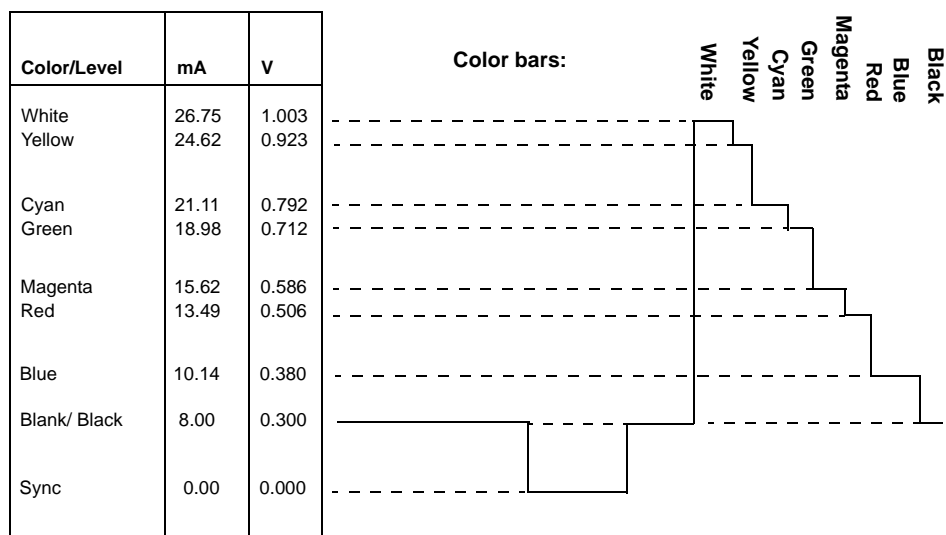 Color/Level mA V
White 26.75 1.003
Yellow 24.62 0.923
Cyan 21.11 0.792
Green 18.98 0.712
Magenta 15.62 0.586
Red 13.49 0.506
Blue 10.14 0.380
Blank/ Black 8.00 0.300
Sync 0.00 0.000
Color bars:
White
Yellow
Cyan
Green
Magenta
Red
Blue
Black